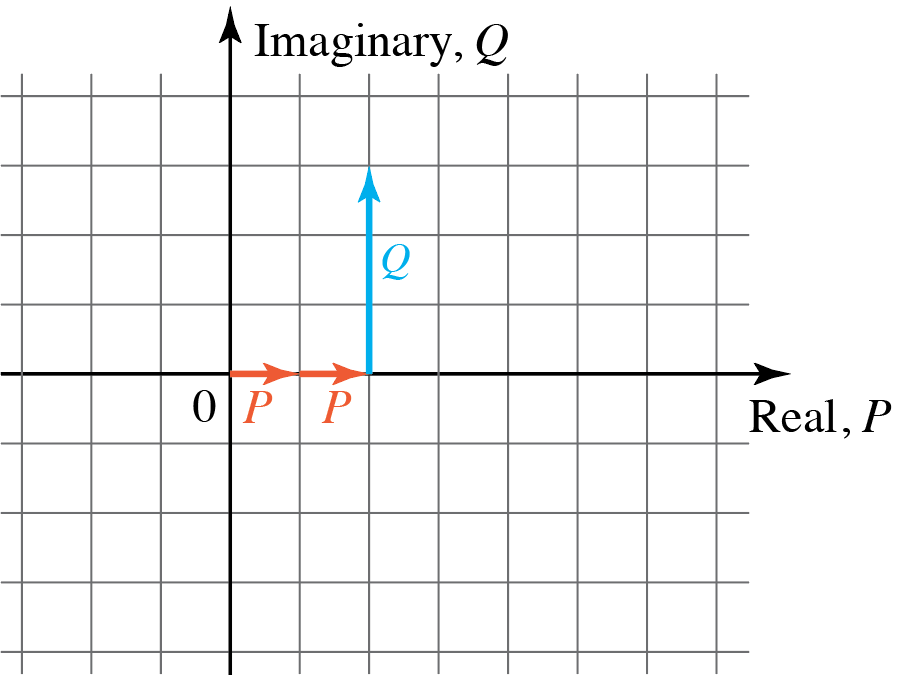 Imaginary, Q
Q
0 P P
Real, P